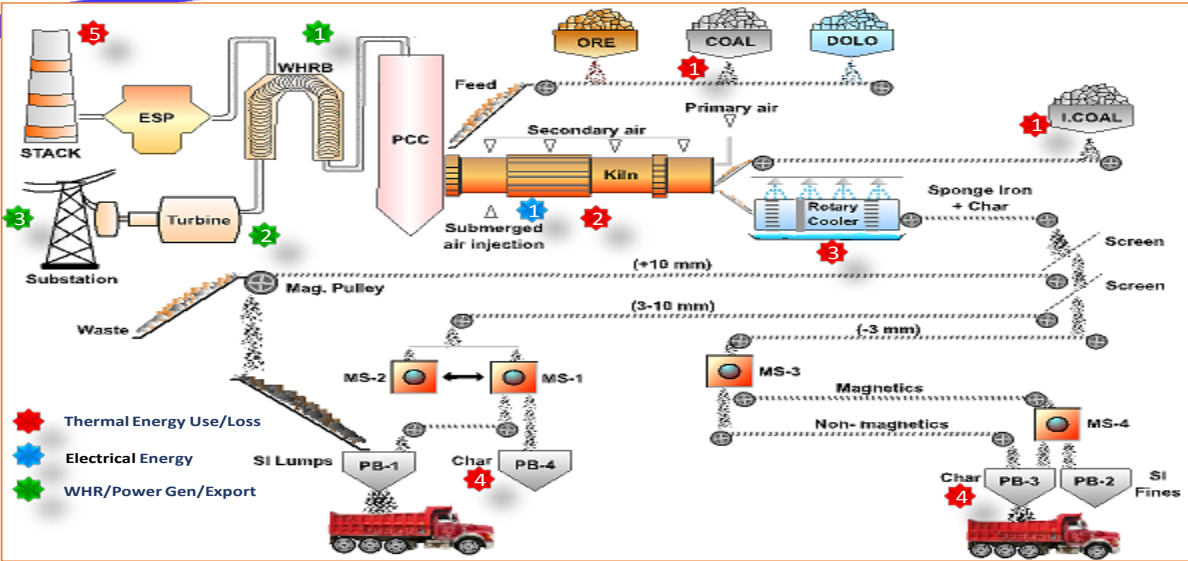 5
1
ORE
COAL
DOLO
WHRB
1
Feed
Primary air
ESP
PCC
Secondary air
1
I.COAL
STACK
Kiln
Sponge Iron
+ Char
3
Turbine
2
1
2
Rotary
Cooler
Submerged
air injection
3
Substation
Screen
(+10 mm)
Mag. Pulley
Screen
Waste
(3-10 mm)
(-3 mm)
MS-2
MS-1
MS-3
Magnetics
Thermal Energy Use/Loss
Non- magnetics
MS-4
Electrical Energy
SI Lumps
PB-1
Char
PB-4
4
Char
PB-3
PB-2
SI
Fines
4
WHR/Power Gen/Export